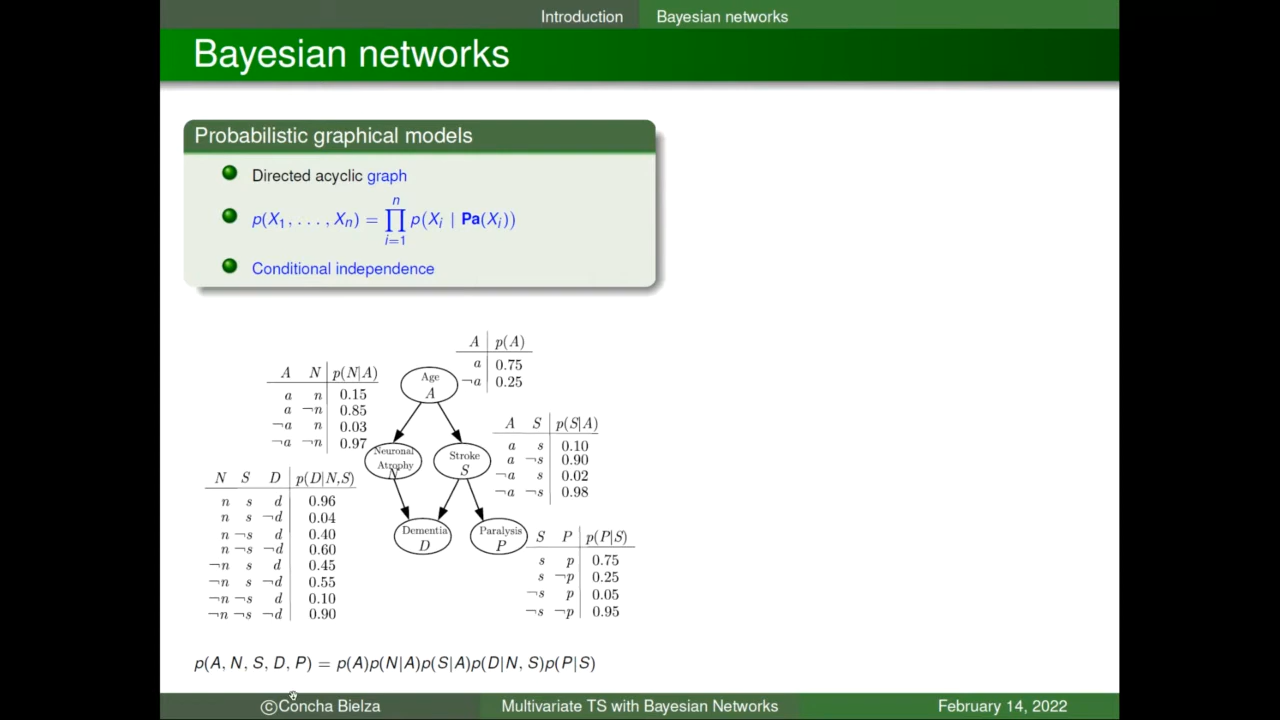 Introduction Bayesian networks
Bayesian networks
Probabilistic graphical models
Directed acyclic graph
p(X₁, . . . , Xₙ) = ∏ⁿᵢ₌₁ p(Xᵢ | Pa(Xᵢ))
Conditional independence
A p(A)
a 0.75
¬a 0.25
A N p(N|A)
a n 0.15
a ¬n 0.85
¬a n 0.03
¬a ¬n 0.97
Age
A
A S p(S|A)
a s 0.10
a ¬s 0.90
¬a s 0.02
¬a ¬s 0.98
Neuronal
Atrophy
N
Stroke
S
N S D p(D|N,S)
n s d 0.96
n s ¬d 0.04
n ¬s d 0.40
n ¬s ¬d 0.60
¬n s d 0.45
¬n s ¬d 0.55
¬n ¬s d 0.10
¬n ¬s ¬d 0.90
Dementia
D
Paralysis
P
S P p(P|S)
s p 0.75
s ¬p 0.25
¬s p 0.05
¬s ¬p 0.95
p(A, N, S, D, P) = p(A)p(N|A)p(S|A)p(D|N, S)p(P|S)
©Concha Bielza Multivariate TS with Bayesian Networks February 14, 2022